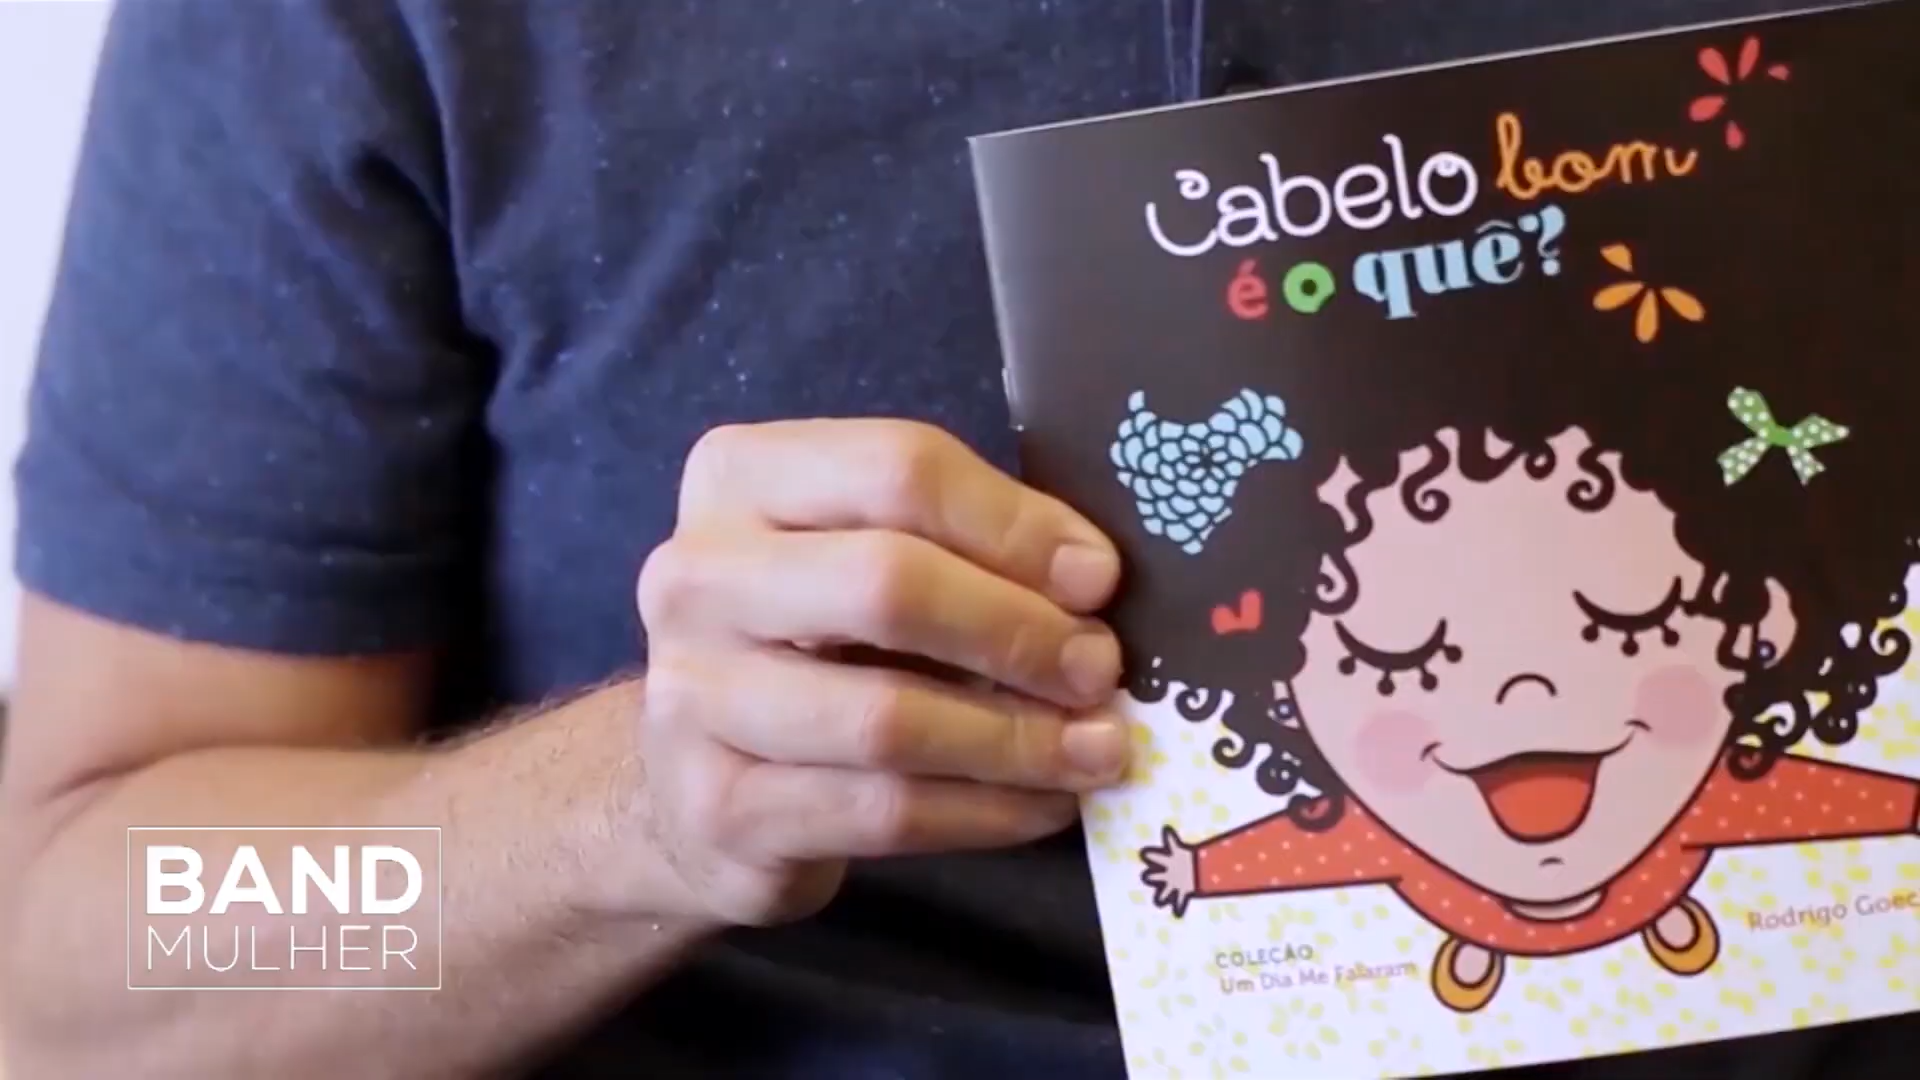 Cabelo bom
é o quê?
COLEÇÃO
Um Dia Me Falaram
Rodrigo
BAND
MULHER